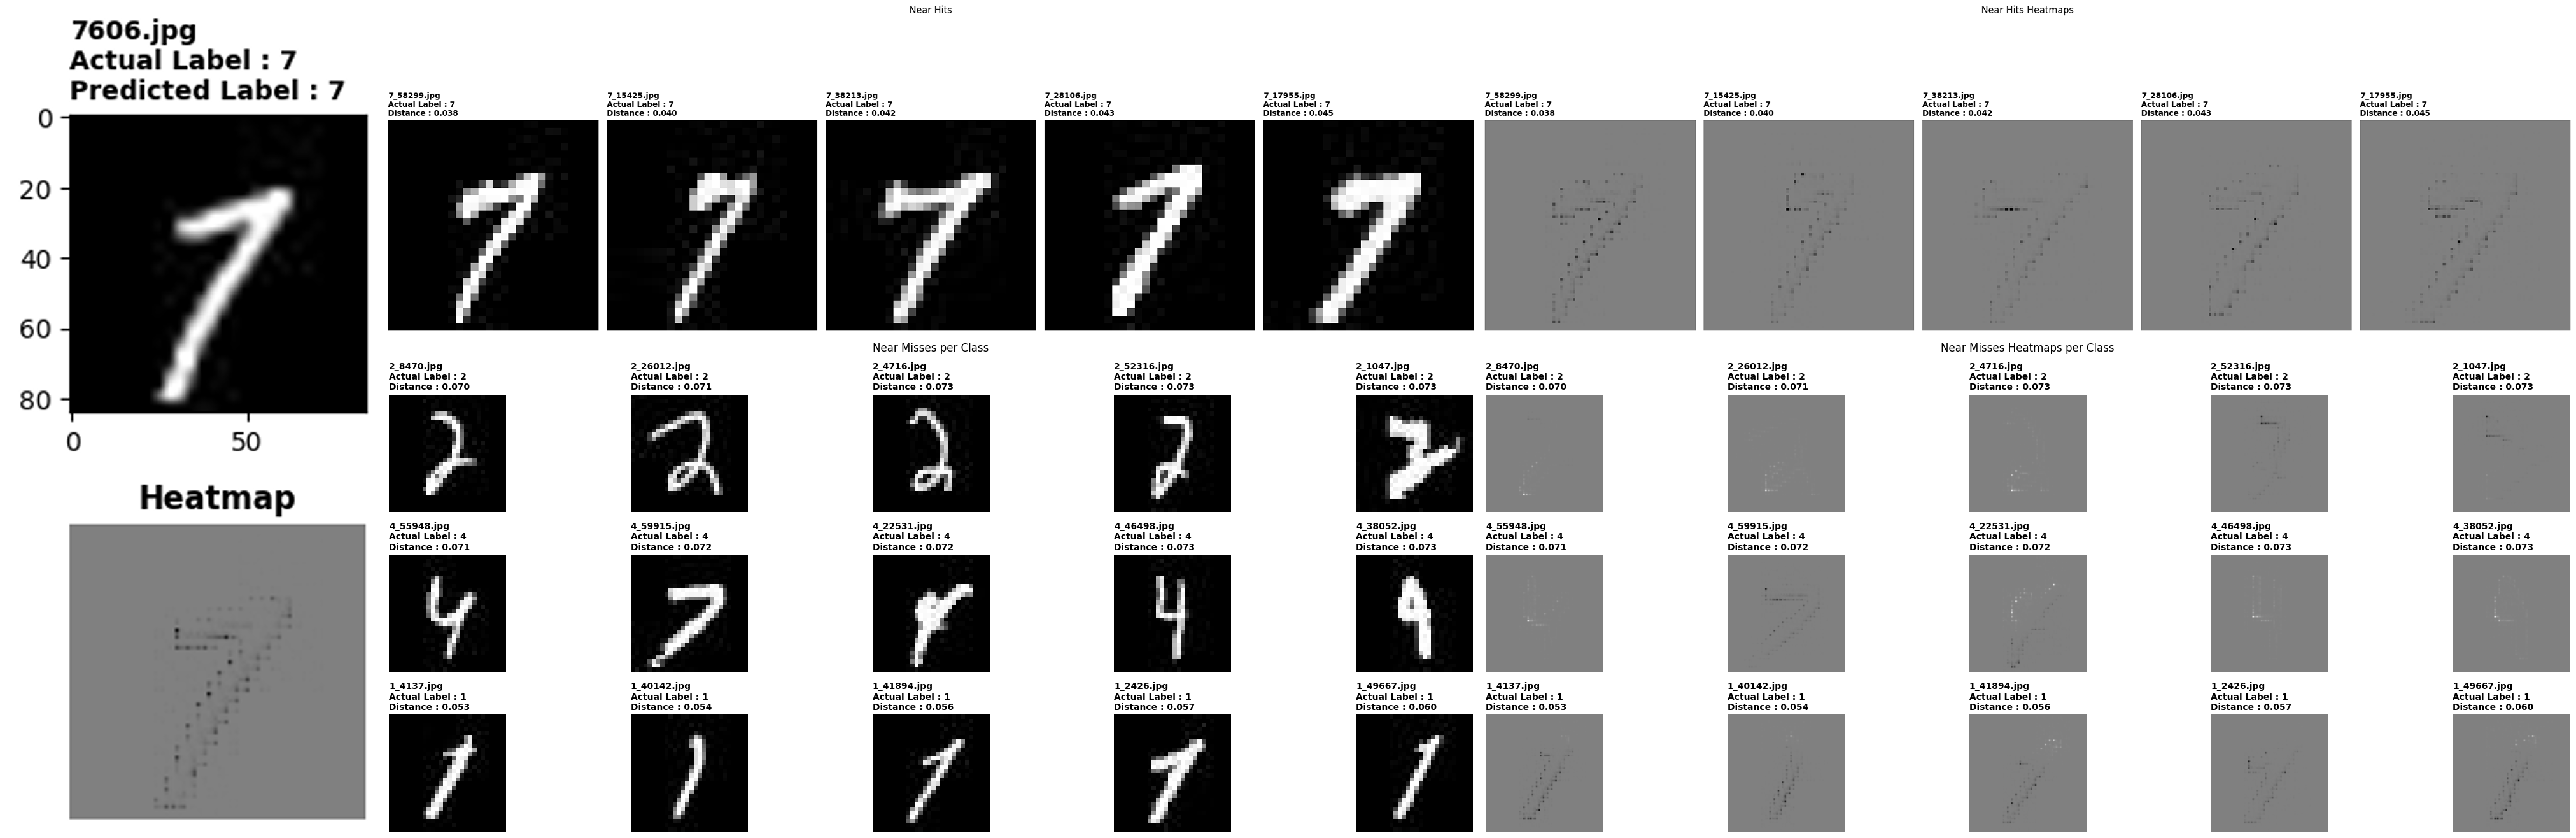 7606.jpg
Actual Label : 7
Predicted Label : 7
0
20
40
60
80
0
50
Heatmap
Near Hits
7_58299.jpg
Actual Label : 7
Distance : 0.038
7_15425.jpg
Actual Label : 7
Distance : 0.040
7_38213.jpg
Actual Label : 7
Distance : 0.042
7_28106.jpg
Actual Label : 7
Distance : 0.043
7_17955.jpg
Actual Label : 7
Distance : 0.045
Near Hits Heatmaps
7_58299.jpg
Actual Label : 7
Distance : 0.038
7_15425.jpg
Actual Label : 7
Distance : 0.040
7_38213.jpg
Actual Label : 7
Distance : 0.042
7_28106.jpg
Actual Label : 7
Distance : 0.043
7_17955.jpg
Actual Label : 7
Distance : 0.045
Near Misses per Class
2_8470.jpg
Actual Label : 2
Distance : 0.070
2_26012.jpg
Actual Label : 2
Distance : 0.071
2_4716.jpg
Actual Label : 2
Distance : 0.073
2_52316.jpg
Actual Label : 2
Distance : 0.073
2_1047.jpg
Actual Label : 2
Distance : 0.073
4_55948.jpg
Actual Label : 4
Distance : 0.071
4_59915.jpg
Actual Label : 4
Distance : 0.072
4_22531.jpg
Actual Label : 4
Distance : 0.072
4_46498.jpg
Actual Label : 4
Distance : 0.073
4_38052.jpg
Actual Label : 4
Distance : 0.073
1_4137.jpg
Actual Label : 1
Distance : 0.053
1_40142.jpg
Actual Label : 1
Distance : 0.054
1_41894.jpg
Actual Label : 1
Distance : 0.056
1_2426.jpg
Actual Label : 1
Distance : 0.057
1_49667.jpg
Actual Label : 1
Distance : 0.060
Near Misses Heatmaps per Class
2_8470.jpg
Actual Label : 2
Distance : 0.070
2_26012.jpg
Actual Label : 2
Distance : 0.071
2_4716.jpg
Actual Label : 2
Distance : 0.073
2_52316.jpg
Actual Label : 2
Distance : 0.073
2_1047.jpg
Actual Label : 2
Distance : 0.073
4_55948.jpg
Actual Label : 4
Distance : 0.071
4_59915.jpg
Actual Label : 4
Distance : 0.072
4_22531.jpg
Actual Label : 4
Distance : 0.072
4_46498.jpg
Actual Label : 4
Distance : 0.073
4_38052.jpg
Actual Label : 4
Distance : 0.073
1_4137.jpg
Actual Label : 1
Distance : 0.053
1_40142.jpg
Actual Label : 1
Distance : 0.054
1_41894.jpg
Actual Label : 1
Distance : 0.056
1_2426.jpg
Actual Label : 1
Distance : 0.057
1_49667.jpg
Actual Label : 1
Distance : 0.060